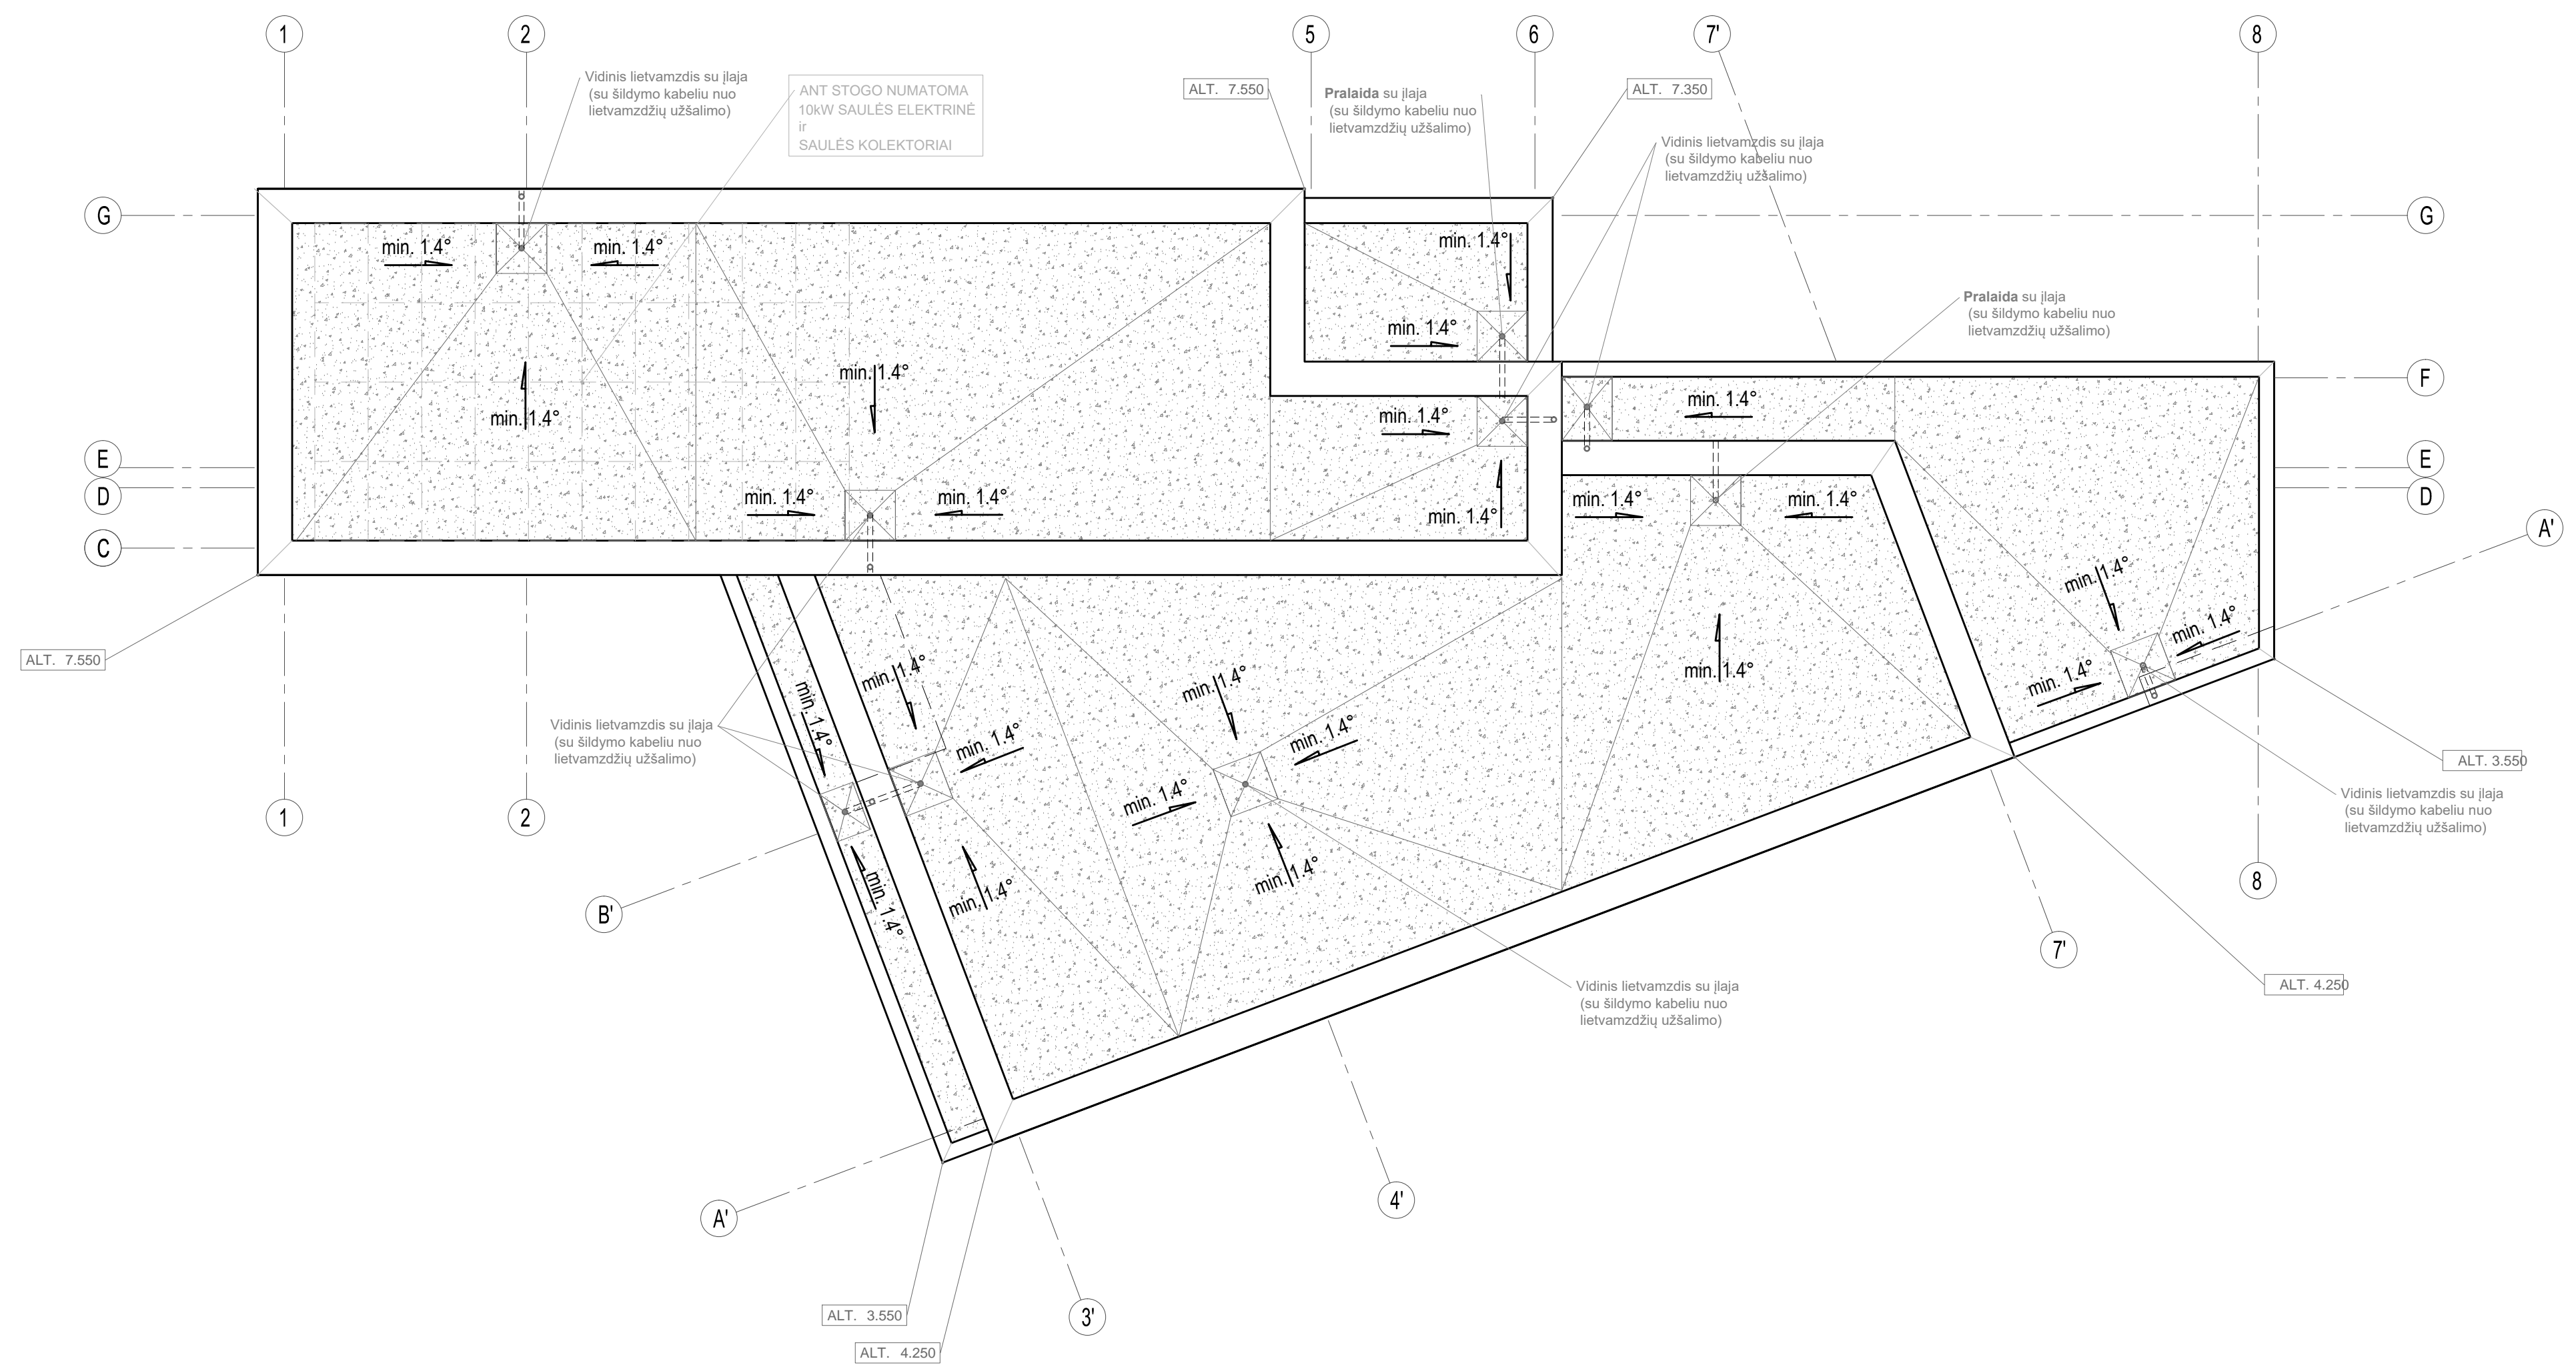 1
2
5
6
7'
8
Vidinis lietvamzdis su įlaja
(su šildymo kabeliu nuo
lietvamzdžių užšalimo)
ANT STOGO NUMATOMA
10kW SAULĖS ELEKTRINĖ
ir
SAULĖS KOLEKTORIAI
ALT. 7.550
Pralaida su įlaja
(su šildymo kabeliu nuo
lietvamzdžių užšalimo)
ALT. 7.350
Vidinis lietvamzdis su įlaja
(su šildymo kabeliu nuo
lietvamzdžių užšalimo)
G
G
min. 1.4°
min. 1.4°
min. 1.4°
Pralaida su įlaja
(su šildymo kabeliu nuo
lietvamzdžių užšalimo)
min. 1.4°
min. 1.4°
F
min. 1.4°
min. 1.4°
min. 1.4°
E
D
E
D
min. 1.4°
min. 1.4°
min. 1.4°
min. 1.4°
min. 1.4°
A'
C
min. 1.4°
min. 1.4°
min. 1.4°
ALT. 7.550
min. 1.4°
min. 1.4°
min. 1.4°
min. 1.4°
min. 1.4°
Vidinis lietvamzdis su įlaja
(su šildymo kabeliu nuo
lietvamzdžių užšalimo)
min. 1.4°
min. 1.4°
min. 1.4°
ALT. 3.550
1
2
Vidinis lietvamzdis su įlaja
(su šildymo kabeliu nuo
lietvamzdžių užšalimo)
min. 1.4°
min. 1.4°
min. 1.4°
8
B'
7'
Vidinis lietvamzdis su įlaja
(su šildymo kabeliu nuo
lietvamzdžių užšalimo)
ALT. 4.250
4'
A'
3'
ALT. 3.550
ALT. 4.250